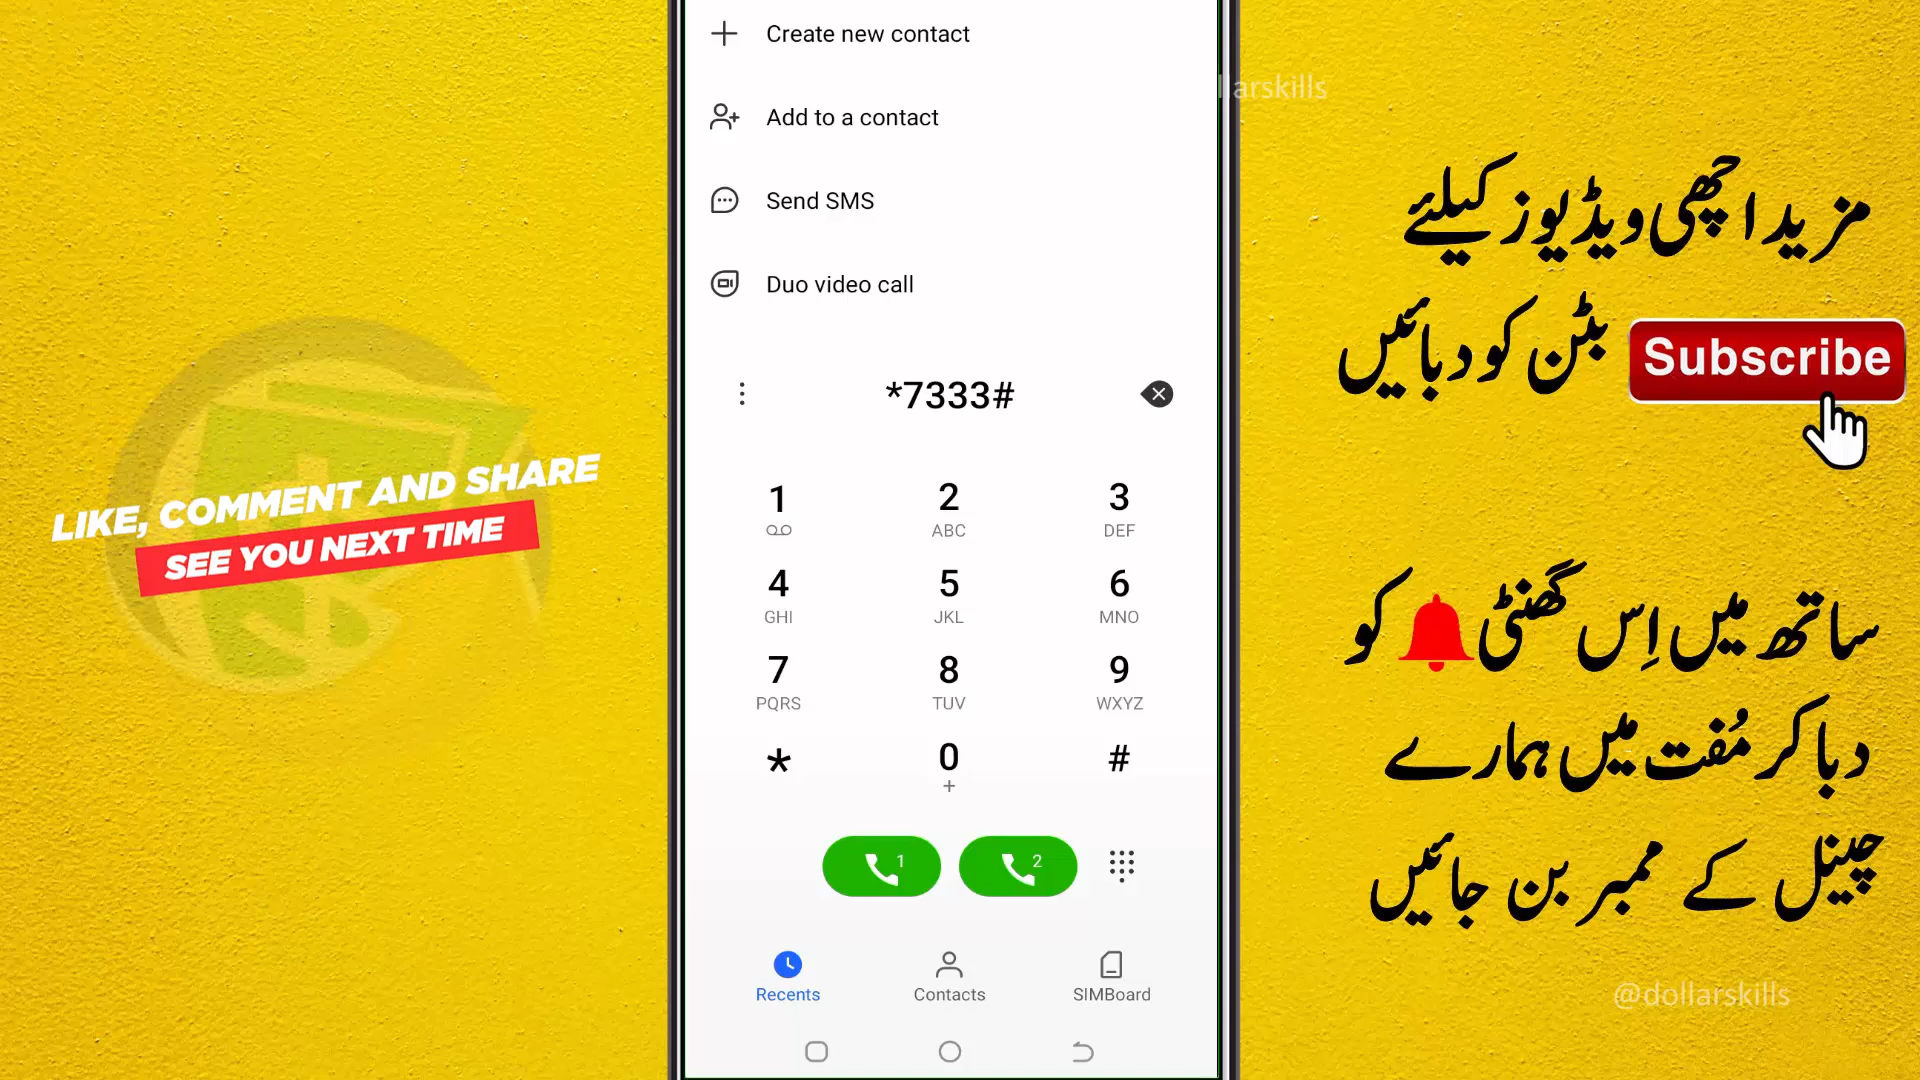 Create new contact
Add to a contact
Send SMS
Duo video call
*7333#
1
2
ABC
3
DEF
4
GHI
5
JKL
6
MNO
7
PQRS
8
TUV
9
WXYZ
*
0
+
#
1
2
Recents
Contacts
SIMBoard
LIKE, COMMENT AND SHARE
SEE YOU NEXT TIME
arskills
مزید اچھی ویڈیوز کیلئے
Subscribe بٹن کو دبائیں
ساتھ میں اِس گھنٹی کو
دبا کر مُفت میں ہمارے
چینل کے ممبر بن جائیں
@dollarskills